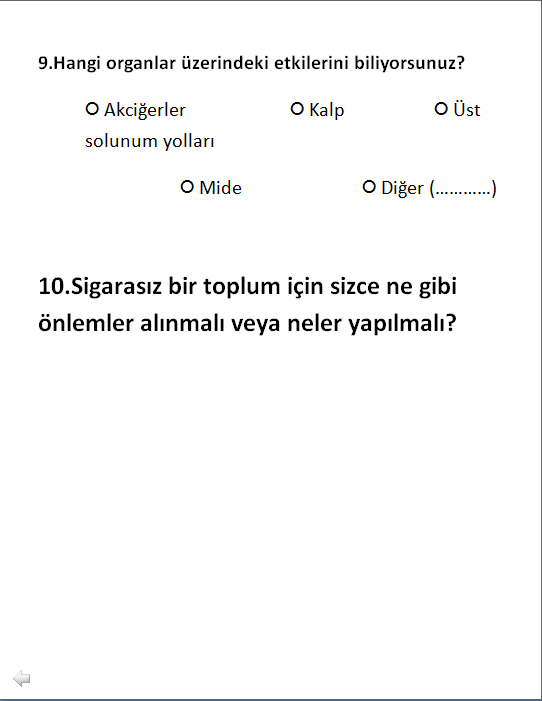 9.Hangi organlar üzerindeki etkilerini biliyorsunuz?
O Akciğerler O Kalp O Üst
solunum yolları
O Mide O Diğer (…………)
10.Sigarasız bir toplum için sizce ne gibi
önlemler alınmalı veya neler yapılmalı?